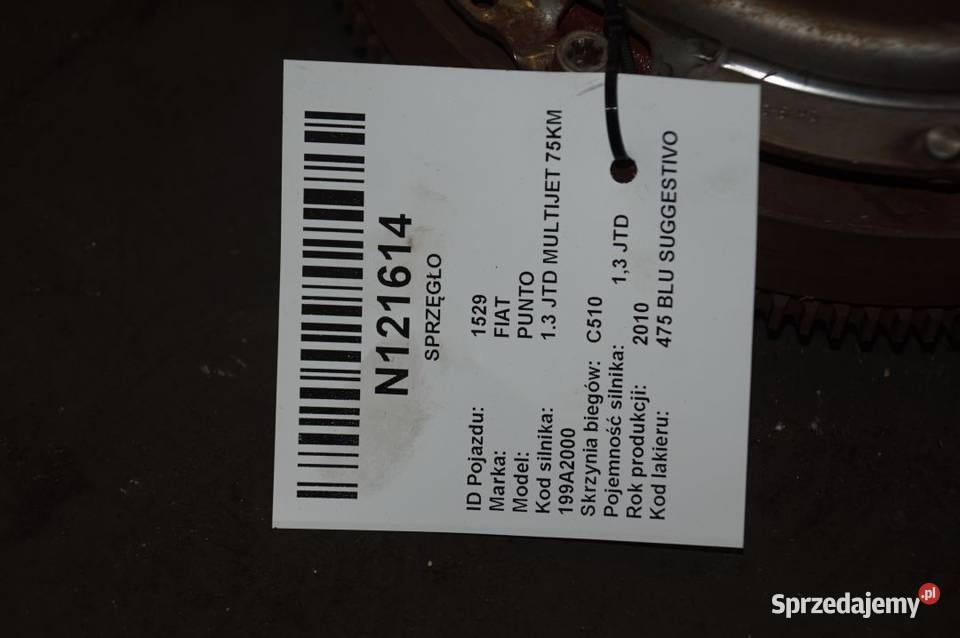 N121614
SPRZĘGŁO
ID Pojazdu: 1529
Marka: FIAT
Model: PUNTO
Kod silnika: 1.3 JTD MULTIJET 75KM
199A2000
Skrzynia biegów: C510
Pojemność silnika: 1,3 JTD
Rok produkcji: 2010
Kod lakieru: 475 BLU SUGGESTIVO
Sprzedajemy.pl